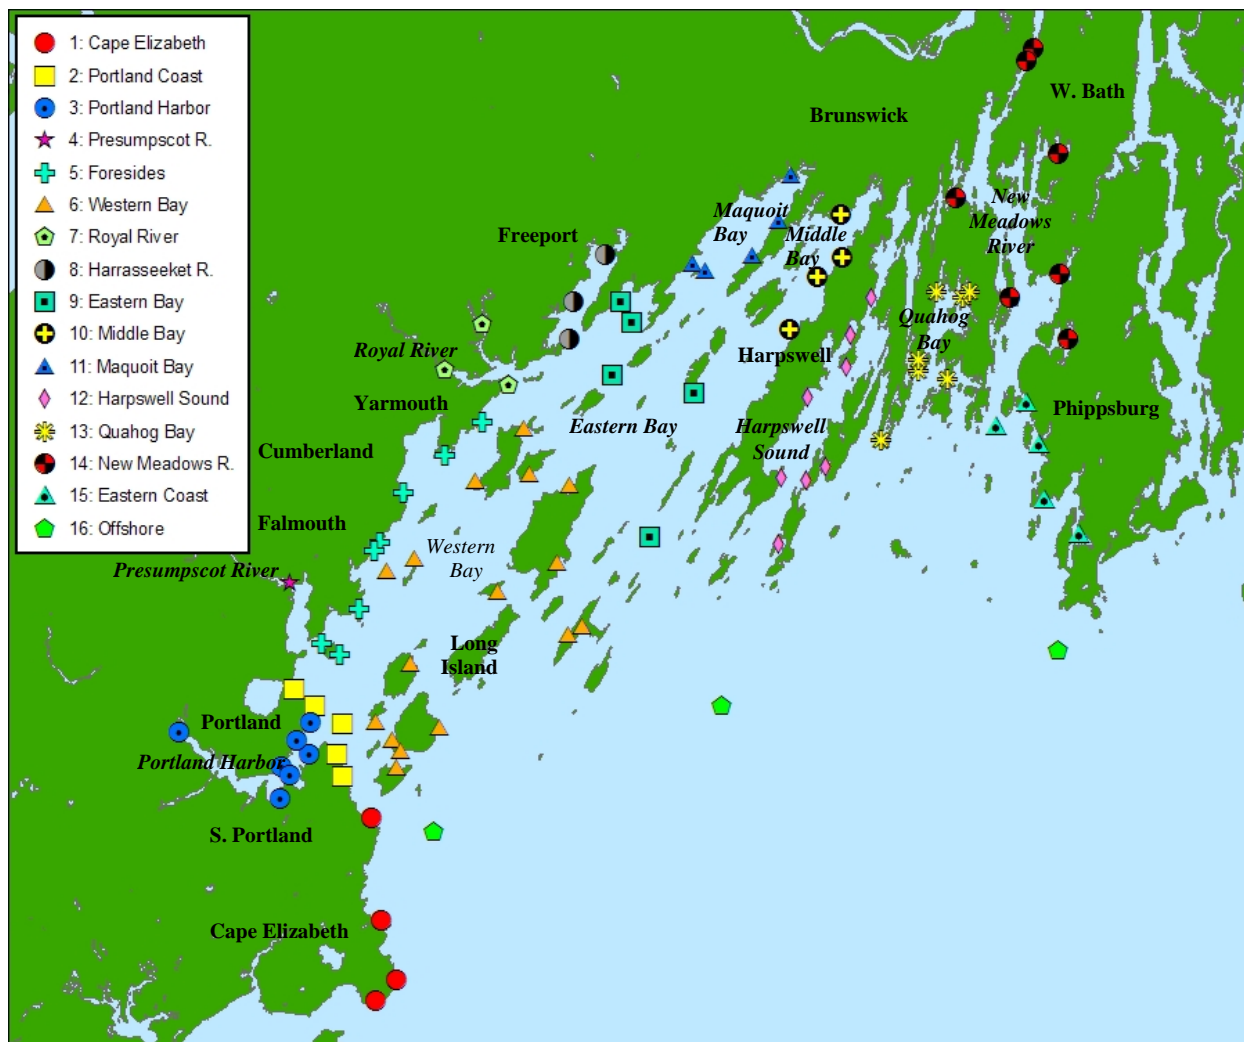 1: Cape Elizabeth
2: Portland Coast
3: Portland Harbor
4: Presumpscot R.
5: Foresides
6: Western Bay
7: Royal River
8: Harrasseeket R.
9: Eastern Bay
10: Middle Bay
11: Maquoit Bay
12: Harpswell Sound
13: Quahog Bay
14: New Meadows R.
15: Eastern Coast
16: Offshore
W. Bath
Brunswick
New
Meadows
River
Maquoit
Bay
Middle
Bay
Freeport
Quahog
Bay
Royal River
Harpswell
Yarmouth
Phippsburg
Eastern Bay
Harpswell
Sound
Cumberland
Falmouth
Western
Bay
Presumpscot River
Long
Island
Portland
Portland Harbor
S. Portland
Cape Elizabeth